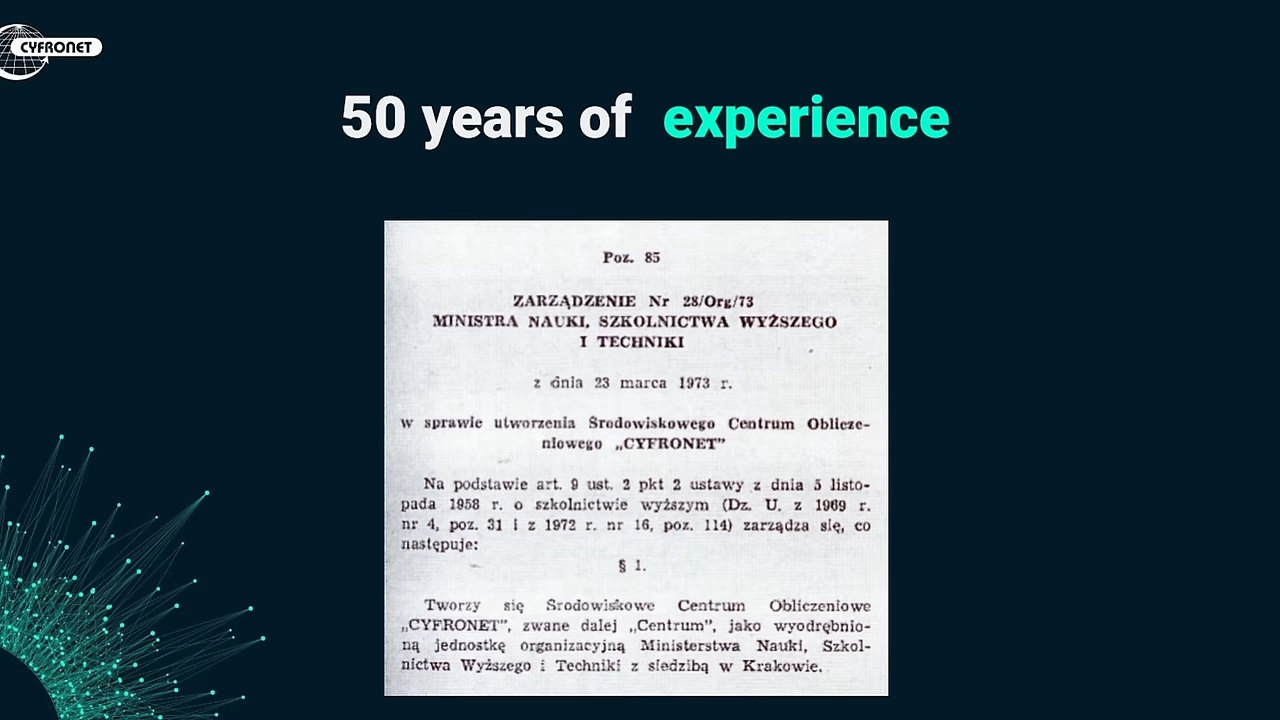 CYFRONET
50 years of experience
Poz. 85
ZARZĄDZENIE Nr 28/Org/73
MINISTRA NAUKI, SZKOLNICTWA WYŻSZEGO
I TECHNIKI
z dnia 23 marca 1973 r.
w sprawie utworzenia Środowiskowego Centrum Oblicze-
niowego „CYFRONET”
Na podstawie art. 9 ust. 2 pkt 2 ustawy z dnia 5 listo-
pada 1958 r. o szkolnictwie wyższym (Dz. U. z 1969 r.
nr 4, poz. 31 i z 1972 r. nr 16, poz. 114) zarządza się, co
następuje:
§ 1.
Tworzy się Środowiskowe Centrum Obliczeniowe
„CYFRONET”, zwane dalej „Centrum”, jako wyodrębnio-
ną jednostkę organizacyjną Ministerstwa Nauki, Szkol-
nictwa Wyższego i Techniki z siedzibą w Krakowie.